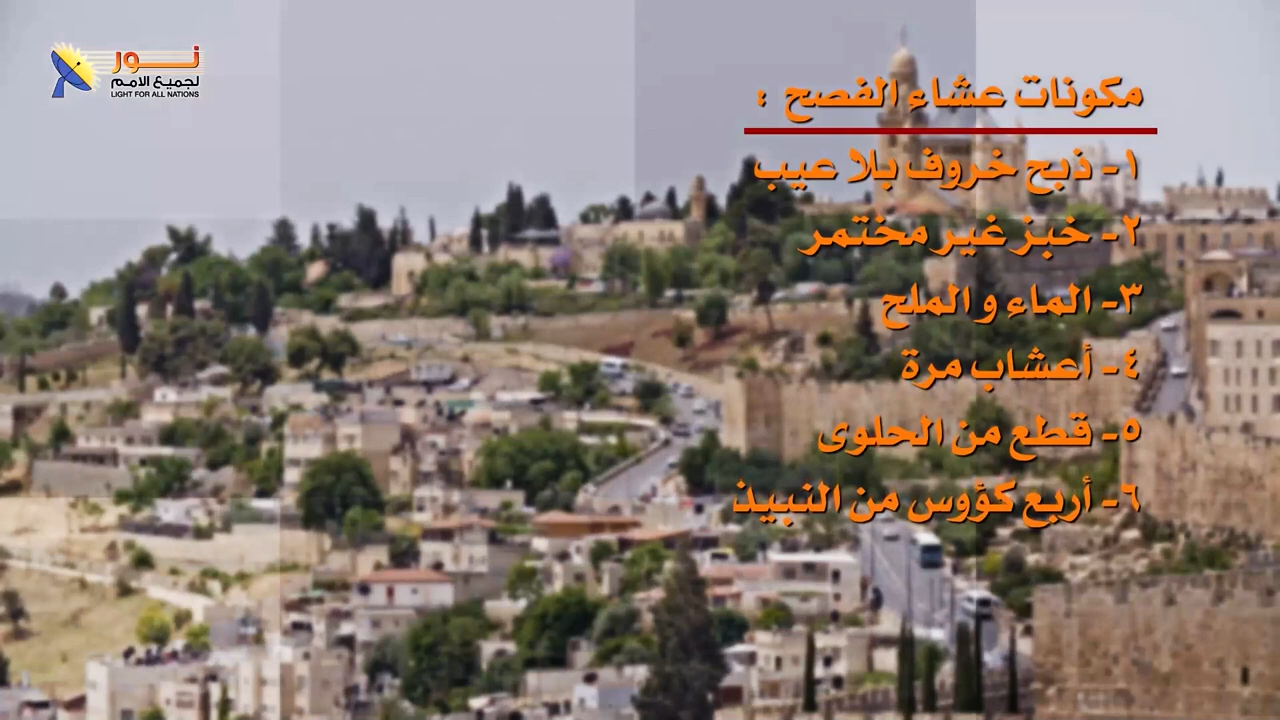 نور
لجميع الامم
LIGHT FOR ALL NATIONS
مكونات عشاء الفصح :
١- ذبح خروف بلا عيب
٢- خبز غير مختمر
٣- الماء و الملح
٤- أعشاب مرة
٥- قطع من الحلوى
٦- أربع كؤوس من النبيذ